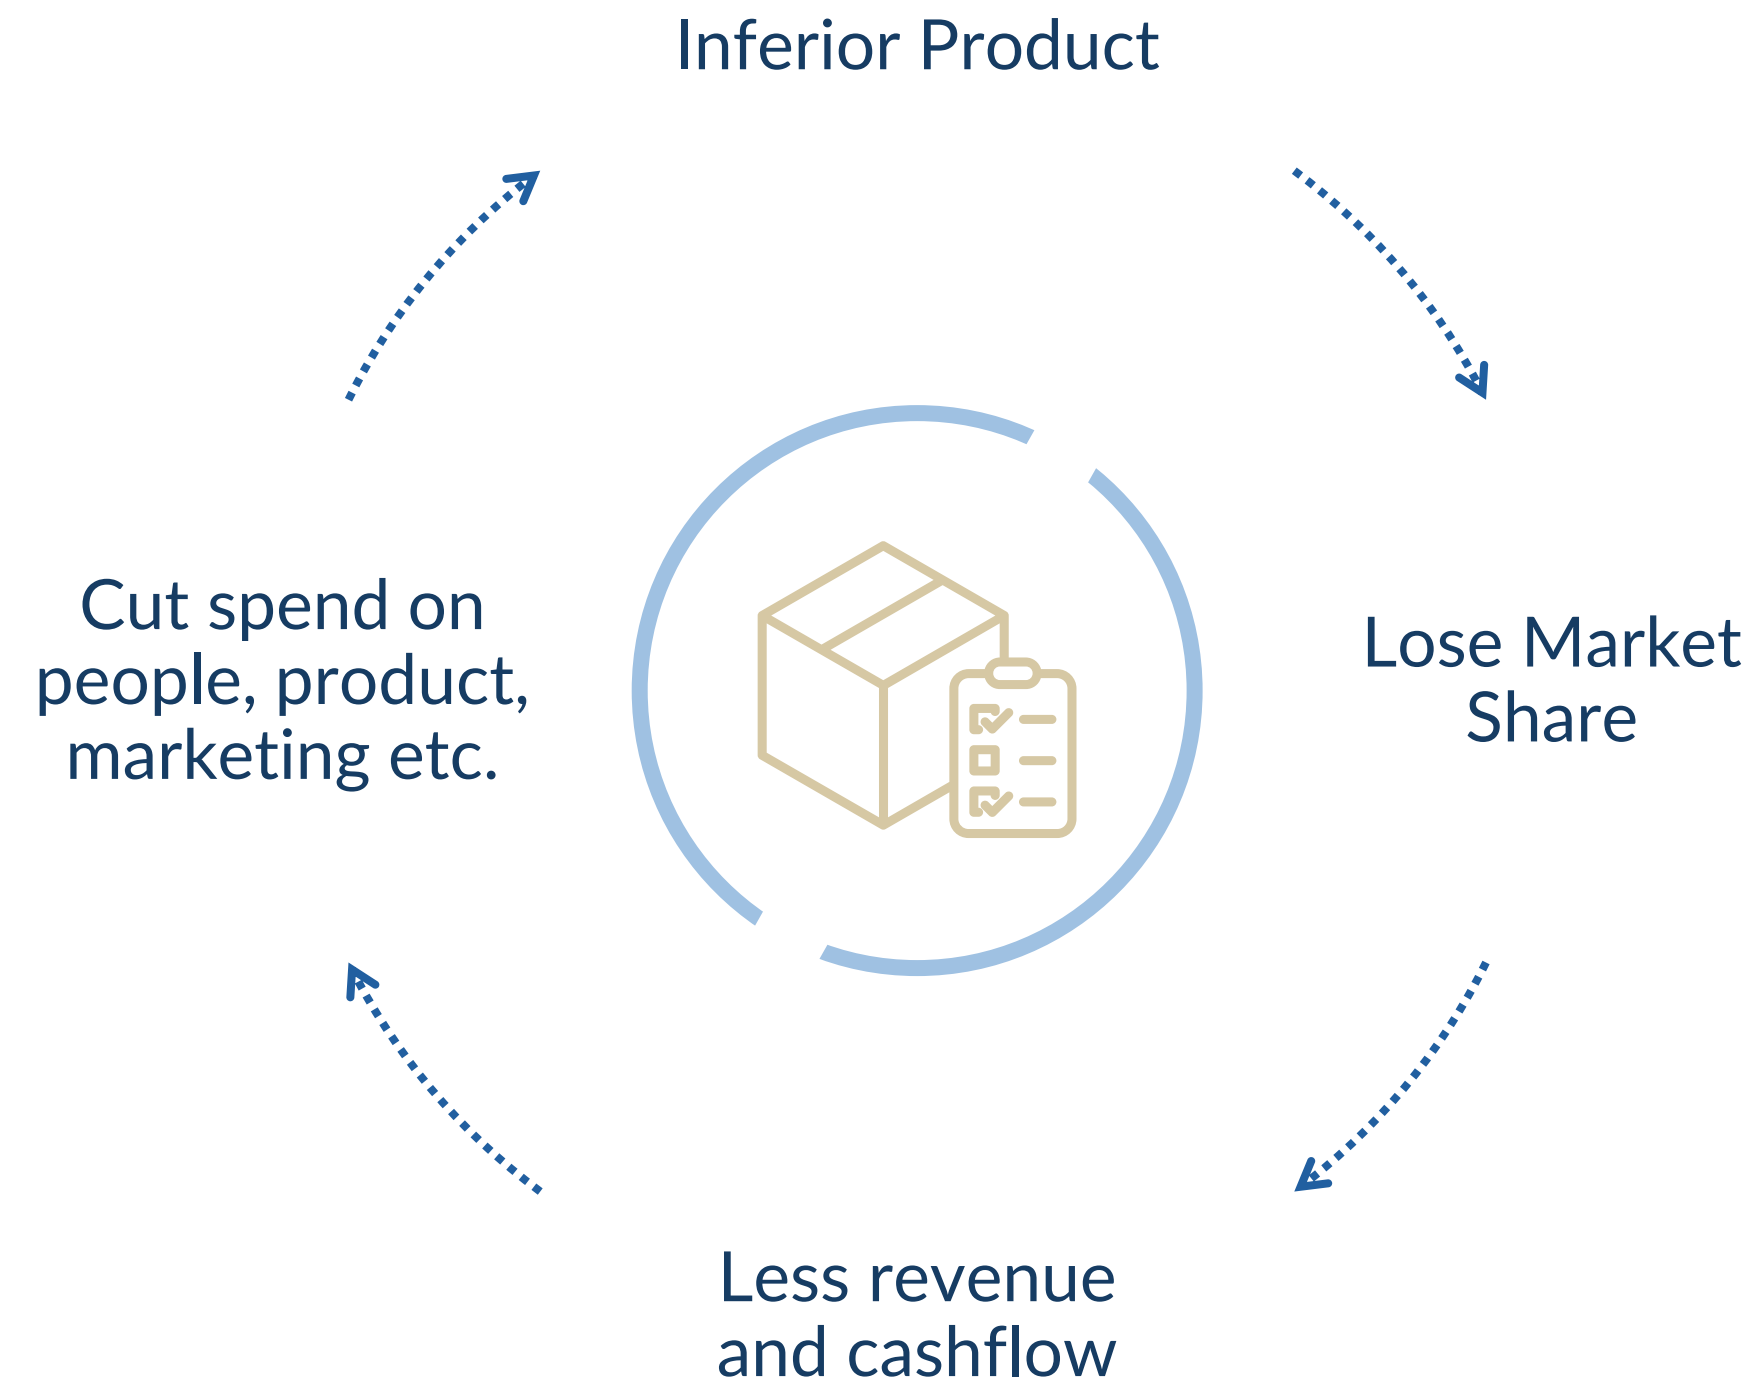 Inferior Product
Cut spend on
people, product,
marketing etc.
Lose Market
Share
Less revenue
and cashflow